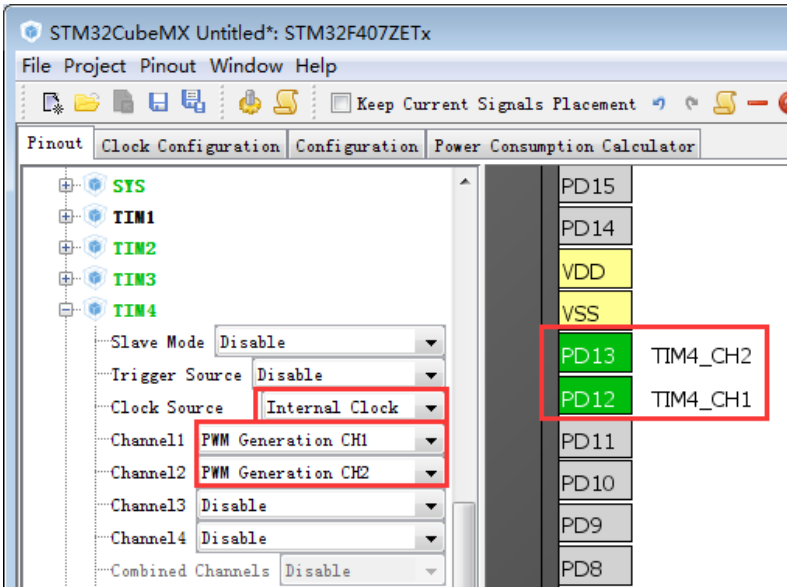 STM32CubeMX Untitled*: STM32F407ZETx
File Project Pinout Window Help
Keep Current Signals Placement
Pinout Clock Configuration Configuration Power Consumption Calculator
SYS
TIM1
TIM2
TIM3
TIM4
Slave Mode Disable
Trigger Source Disable
Clock Source Internal Clock
Channel1 PWM Generation CH1
Channel2 PWM Generation CH2
Channel3 Disable
Channel4 Disable
Combined Channels Disable
PD15
PD14
VDD
VSS
PD13 TIM4_CH2
PD12 TIM4_CH1
PD11
PD10
PD9
PD8